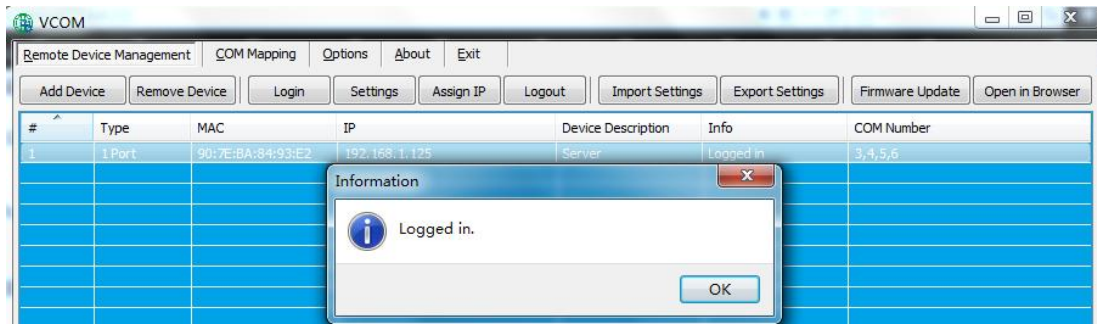 VCOM
Remote Device Management COM Mapping Options About Exit
Add Device Remove Device Login Settings Assign IP Logout Import Settings Export Settings Firmware Update Open in Browser
# Type MAC IP Device Description Info COM Number
1 1 Port 90:7E:BA:84:93:E2 192.168.1.125 Server Logged in 3,4,5,6
Information
Logged in.
OK